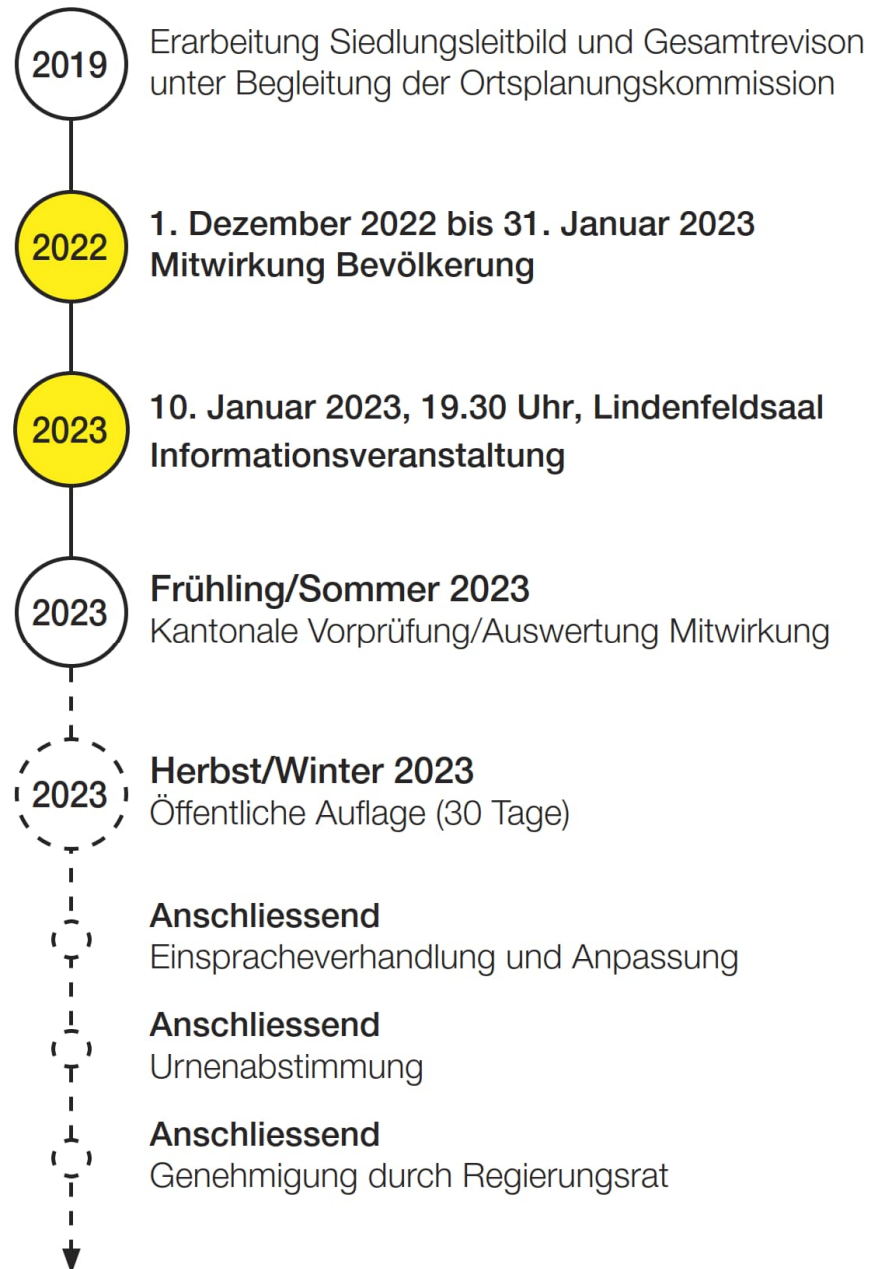 2019
Erarbeitung Siedlungsleitbild und Gesamtrevison
unter Begleitung der Ortsplanungskommission
2022
1. Dezember 2022 bis 31. Januar 2023
Mitwirkung Bevölkerung
2023
10. Januar 2023, 19.30 Uhr, Lindenfeldsaal
Informationsveranstaltung
2023
Frühling/Sommer 2023
Kantonale Vorprüfung/Auswertung Mitwirkung
2023
Herbst/Winter 2023
Öffentliche Auflage (30 Tage)
Anschliessend
Einspracheverhandlung und Anpassung
Anschliessend
Urnenabstimmung
Anschliessend
Genehmigung durch Regierungsrat